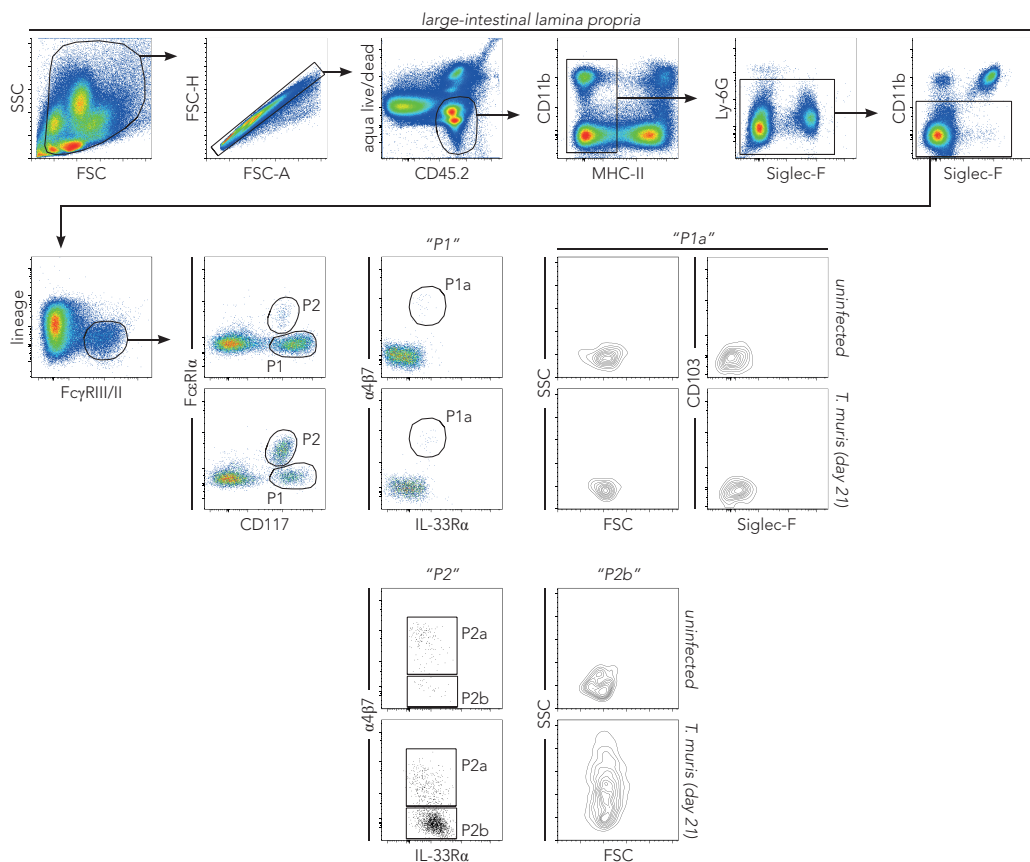 large-intestinal lamina propria
SSC
FSC
FSC-H
FSC-A
aqua live/dead
CD45.2
CD11b
MHC-II
Ly-6G
Siglec-F
CD11b
Siglec-F
lineage
FcγRIII/II
FcεRIα
P2
P1
P2
P1
CD117
"P1"
α4β7
P1a
P1a
IL-33Rα
"P1a"
SSC
FSC
CD103
Siglec-F
uninfected
T. muris (day 21)
"P2"
α4β7
P2a
P2b
P2a
P2b
IL-33Rα
"P2b"
SSC
SSC
FSC
uninfected
T. muris (day 21)